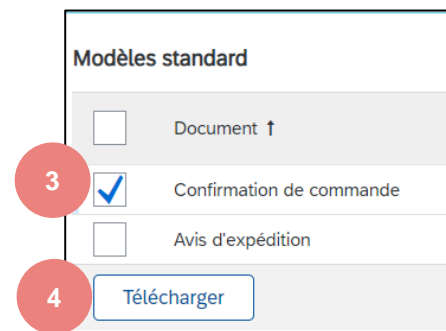 Modèles standard
Document ↑
3
Confirmation de commande
Avis d'expédition
4
Télécharger